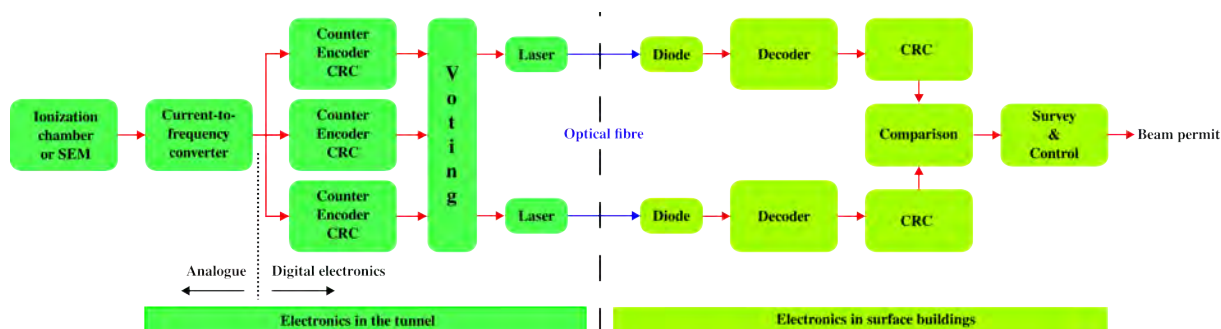 Ionization
chamber
or SEM
Current-to-
frequency
converter
Counter
Encoder
CRC
Counter
Encoder
CRC
Counter
Encoder
CRC
Voting
Laser
Laser
Optical fibre
Diode
Decoder
CRC
Diode
Decoder
CRC
Comparison
Survey
&
Control
Beam permit
Analogue
Digital electronics
Electronics in the tunnel
Electronics in surface buildings